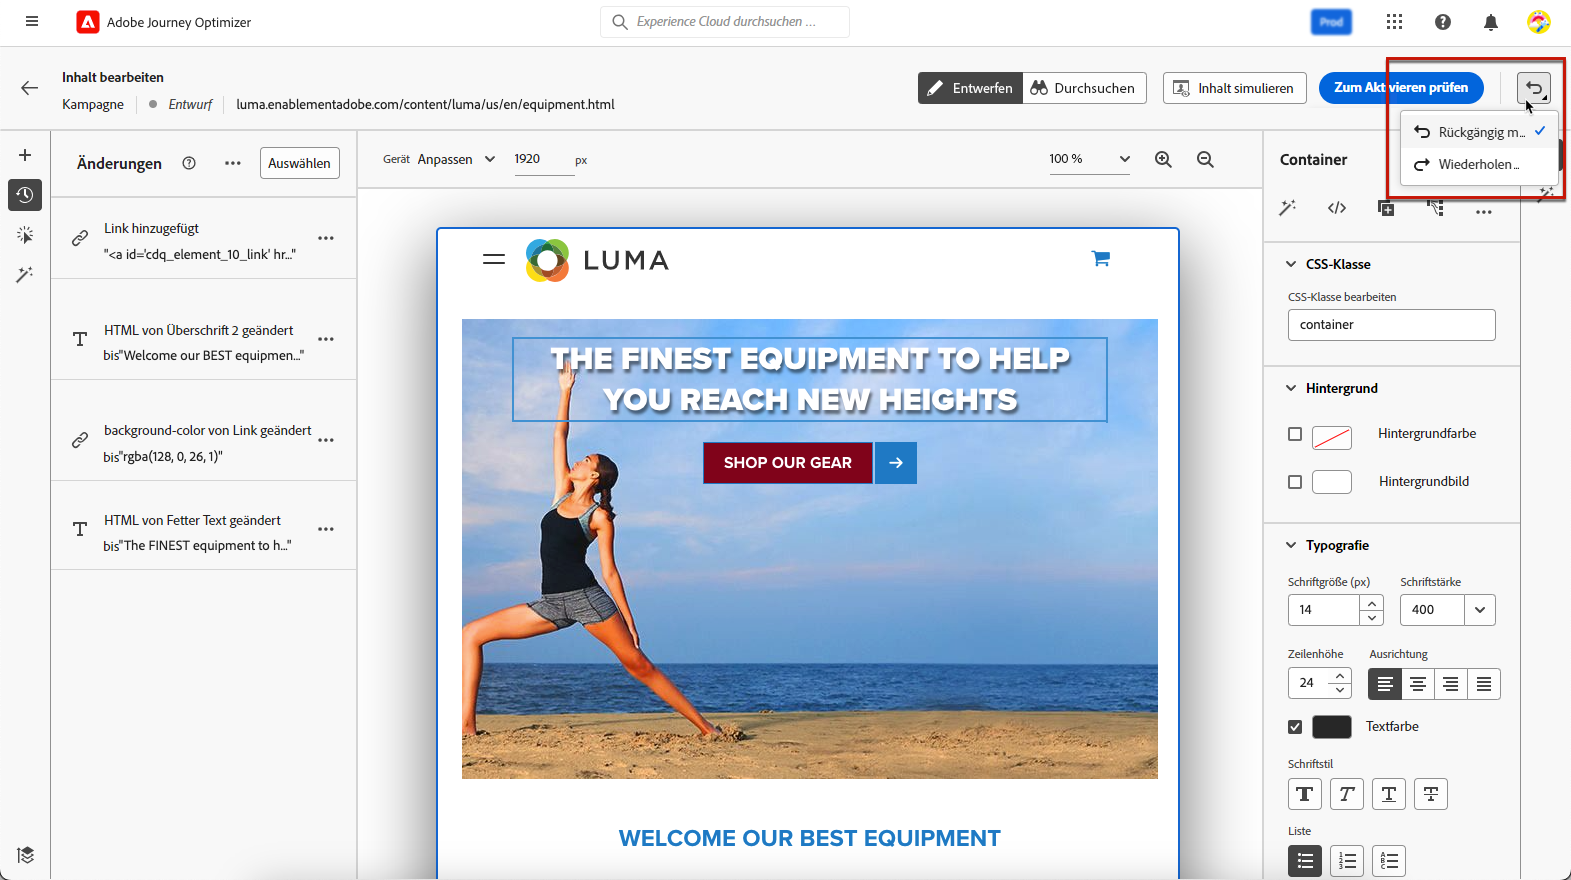 Adobe Journey Optimizer
Experience Cloud durchsuchen ...
Prod
Inhalt bearbeiten
Kampagne
Entwurf
luma.enablementadobe.com/content/luma/us/en/equipment.html
Entwerfen
Durchsuchen
Inhalt simulieren
Zum Aktivieren prüfen
Rückgängig m...
Wiederholen...
Änderungen
Auswählen
Gerät
Anpassen
1920
px
100 %
Container
Link hinzugefügt
"<a id='cdq_element_10_link' hr..."
HTML von Überschrift 2 geändert
bis"Welcome our BEST equipmen..."
background-color von Link geändert
bis"rgba(128, 0, 26, 1)"
HTML von Fetter Text geändert
bis"The FINEST equipment to h..."
LUMA
THE FINEST EQUIPMENT TO HELP
YOU REACH NEW HEIGHTS
SHOP OUR GEAR
WELCOME OUR BEST EQUIPMENT
CSS-Klasse
CSS-Klasse bearbeiten
container
Hintergrund
Hintergrundfarbe
Hintergrundbild
Typografie
Schriftgröße (px)
Schriftstärke
14
400
Zeilenhöhe
Ausrichtung
24
Textfarbe
Schriftstil
T T T T
Liste